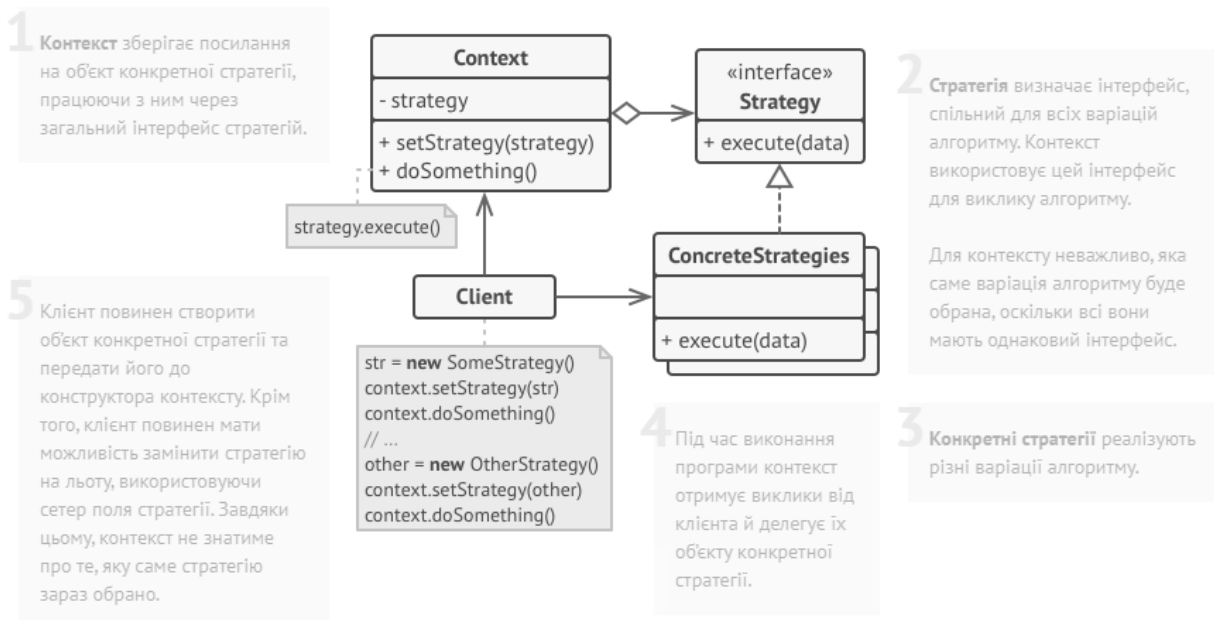 1
Контекст зберігає посилання
на об'єкт конкретної стратегії,
працюючи з ним через
загальний інтерфейс стратегій.
Context
- strategy
+ setStrategy(strategy)
+ doSomething()
strategy.execute()
«interface»
Strategy
+ execute(data)
2
Стратегія визначає інтерфейс,
спільний для всіх варіацій
алгоритму. Контекст
використовує цей інтерфейс
для виклику алгоритму.
Для контексту неважливо, яка
саме варіація алгоритму буде
обрана, оскільки всі вони
мають однаковий інтерфейс.
ConcreteStrategies
+ execute(data)
Client
str = new SomeStrategy()
context.setStrategy(str)
context.doSomething()
// ...
other = new OtherStrategy()
context.setStrategy(other)
context.doSomething()
5
Клієнт повинен створити
об'єкт конкретної стратегії та
передати його до
конструктора контексту. Крім
того, клієнт повинен мати
можливість замінити стратегію
на льоту, використовуючи
сетер поля стратегії. Завдяки
цьому, контекст не знатиме
про те, яку саме стратегію
зараз обрано.
4
Під час виконання
програми контекст
отримує виклики від
клієнта й делегує їх
об'єкту конкретної
стратегії.
3
Конкретні стратегії реалізують
різні варіації алгоритму.